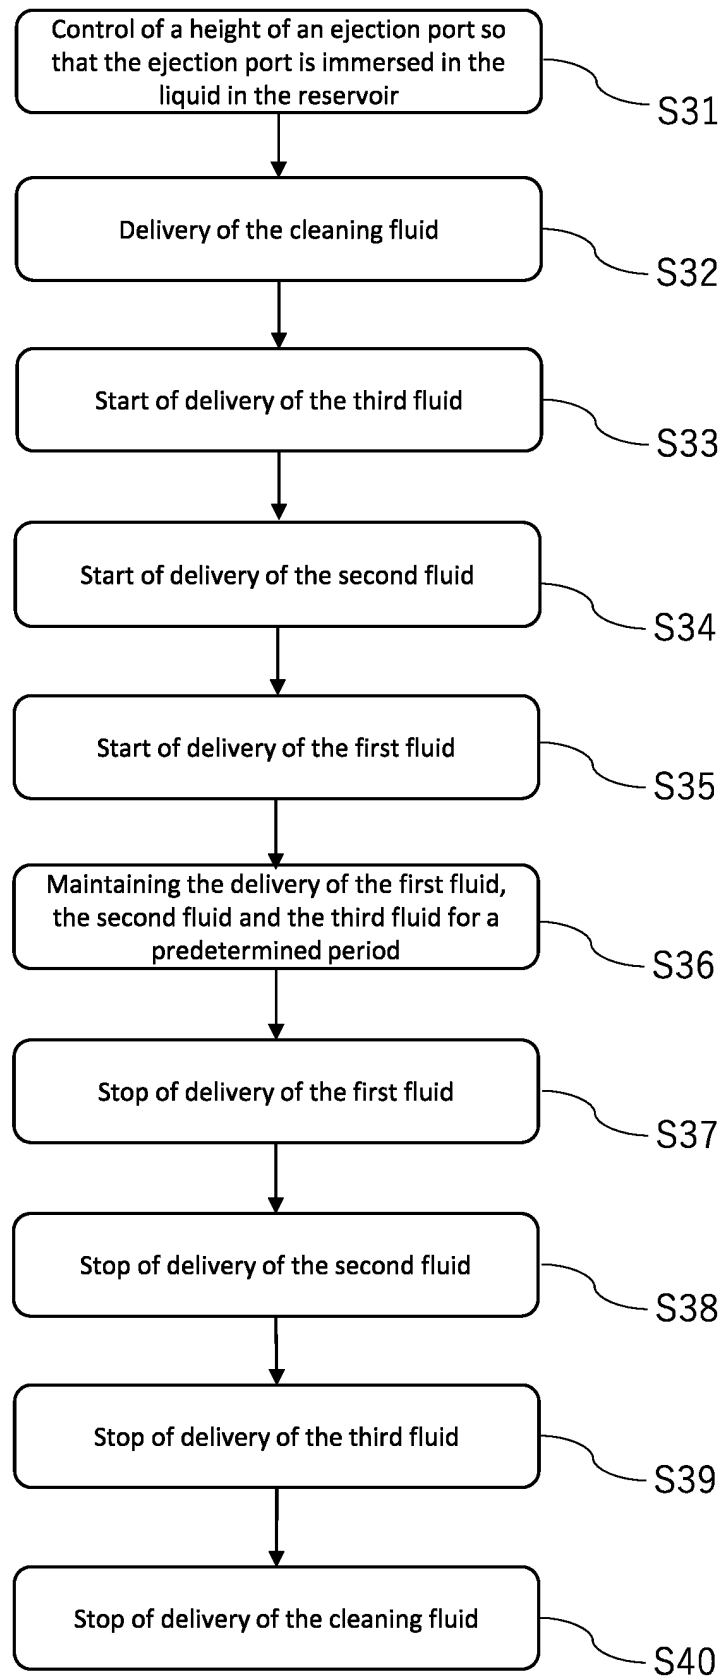 Control of a height of an ejection port so
that the ejection port is immersed in the
liquid in the reservoir
S31
Delivery of the cleaning fluid
S32
Start of delivery of the third fluid
S33
Start of delivery of the second fluid
S34
Start of delivery of the first fluid
S35
Maintaining the delivery of the first fluid,
the second fluid and the third fluid for a
predetermined period
S36
Stop of delivery of the first fluid
S37
Stop of delivery of the second fluid
S38
Stop of delivery of the third fluid
S39
Stop of delivery of the cleaning fluid
S40